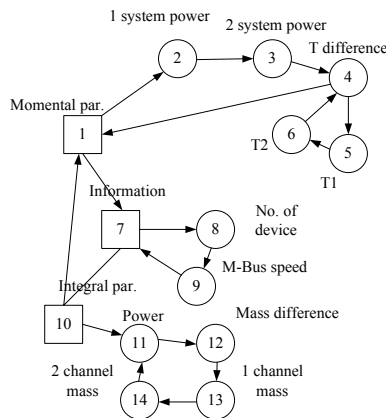 1 system power
2 system power
2
3
T difference
4
Momental par.
1
6
T2
5
T1
Information
7
8
No. of
device
9
M-Bus speed
Integral par.
10
Power
Mass difference
11
12
2 channel
mass
14
13
1 channel
mass